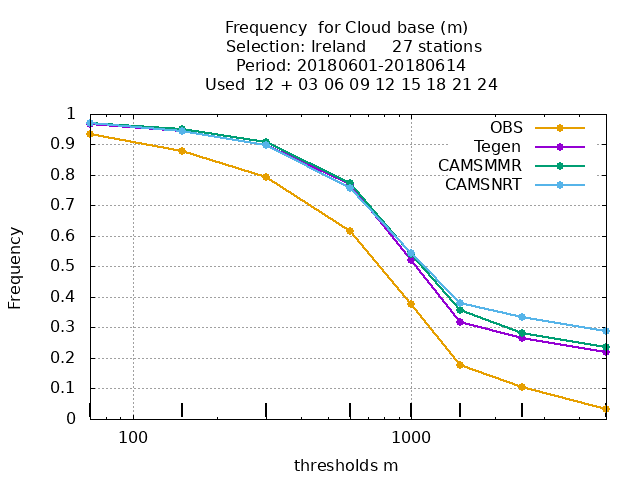 Frequency  for Cloud base (m)
Selection: Ireland     27 stations
Period: 20180601-20180614
Used  12 + 03 06 09 12 15 18 21 24
OBS
Tegen
CAMSMMR
CAMSNRT
1
0.9
0.8
0.7
0.6
0.5
0.4
0.3
0.2
0.1
0
Frequency
100
1000
thresholds m